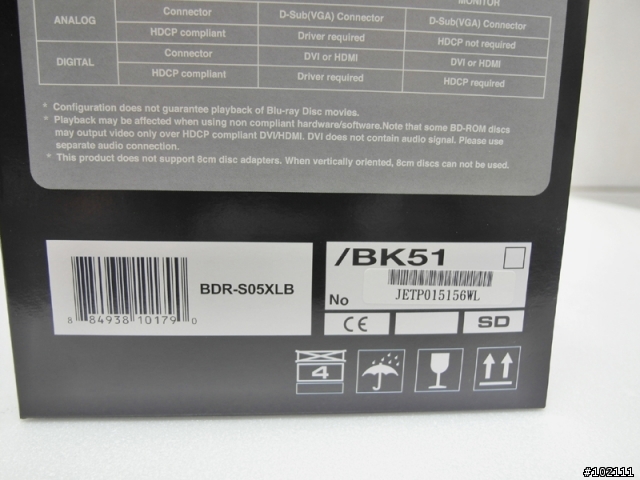 MONITOR
ANALOG
Connector
D-Sub(VGA) Connector
D-Sub(VGA) Connector
HDCP compliant
Driver required
HDCP not required
DIGITAL
Connector
DVI or HDMI
DVI or HDMI
HDCP compliant
Driver required
HDCP required
* Configuration does not guarantee playback of Blu-ray Disc movies.
* Playback may be affected when using non compliant hardware/software.Note that some BD-ROM discs
may output video only over HDCP compliant DVI/HDMI. DVI does not contain audio signal. Please use
separate audio connection.
* This product does not support 8cm disc adapters. When vertically oriented, 8cm discs can not be used.
BDR-S05XLB
8 84938 10179 0
/BK51
No JETP015156WL
CE SD
4
#102111